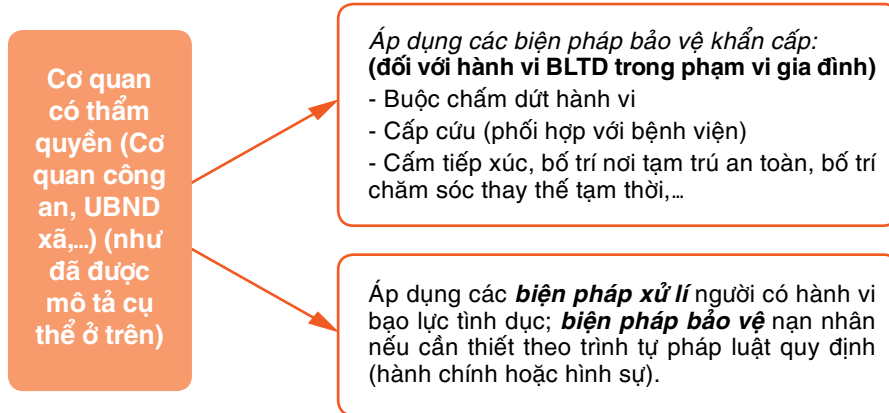 Cơ quan
có thẩm
quyền (Cơ
quan công
an, UBND
xã,...) (như
đã được
mô tả cụ
thể ở trên)
Áp dụng các biện pháp bảo vệ khẩn cấp:
(đối với hành vi BLTD trong phạm vi gia đình)
- Buộc chấm dứt hành vi
- Cấp cứu (phối hợp với bệnh viện)
- Cấm tiếp xúc, bố trí nơi tạm trú an toàn, bố trí
chăm sóc thay thế tạm thời,...
Áp dụng các biện pháp xử lí người có hành vi
bạo lực tình dục; biện pháp bảo vệ nạn nhân
nếu cần thiết theo trình tự pháp luật quy định
(hành chính hoặc hình sự).